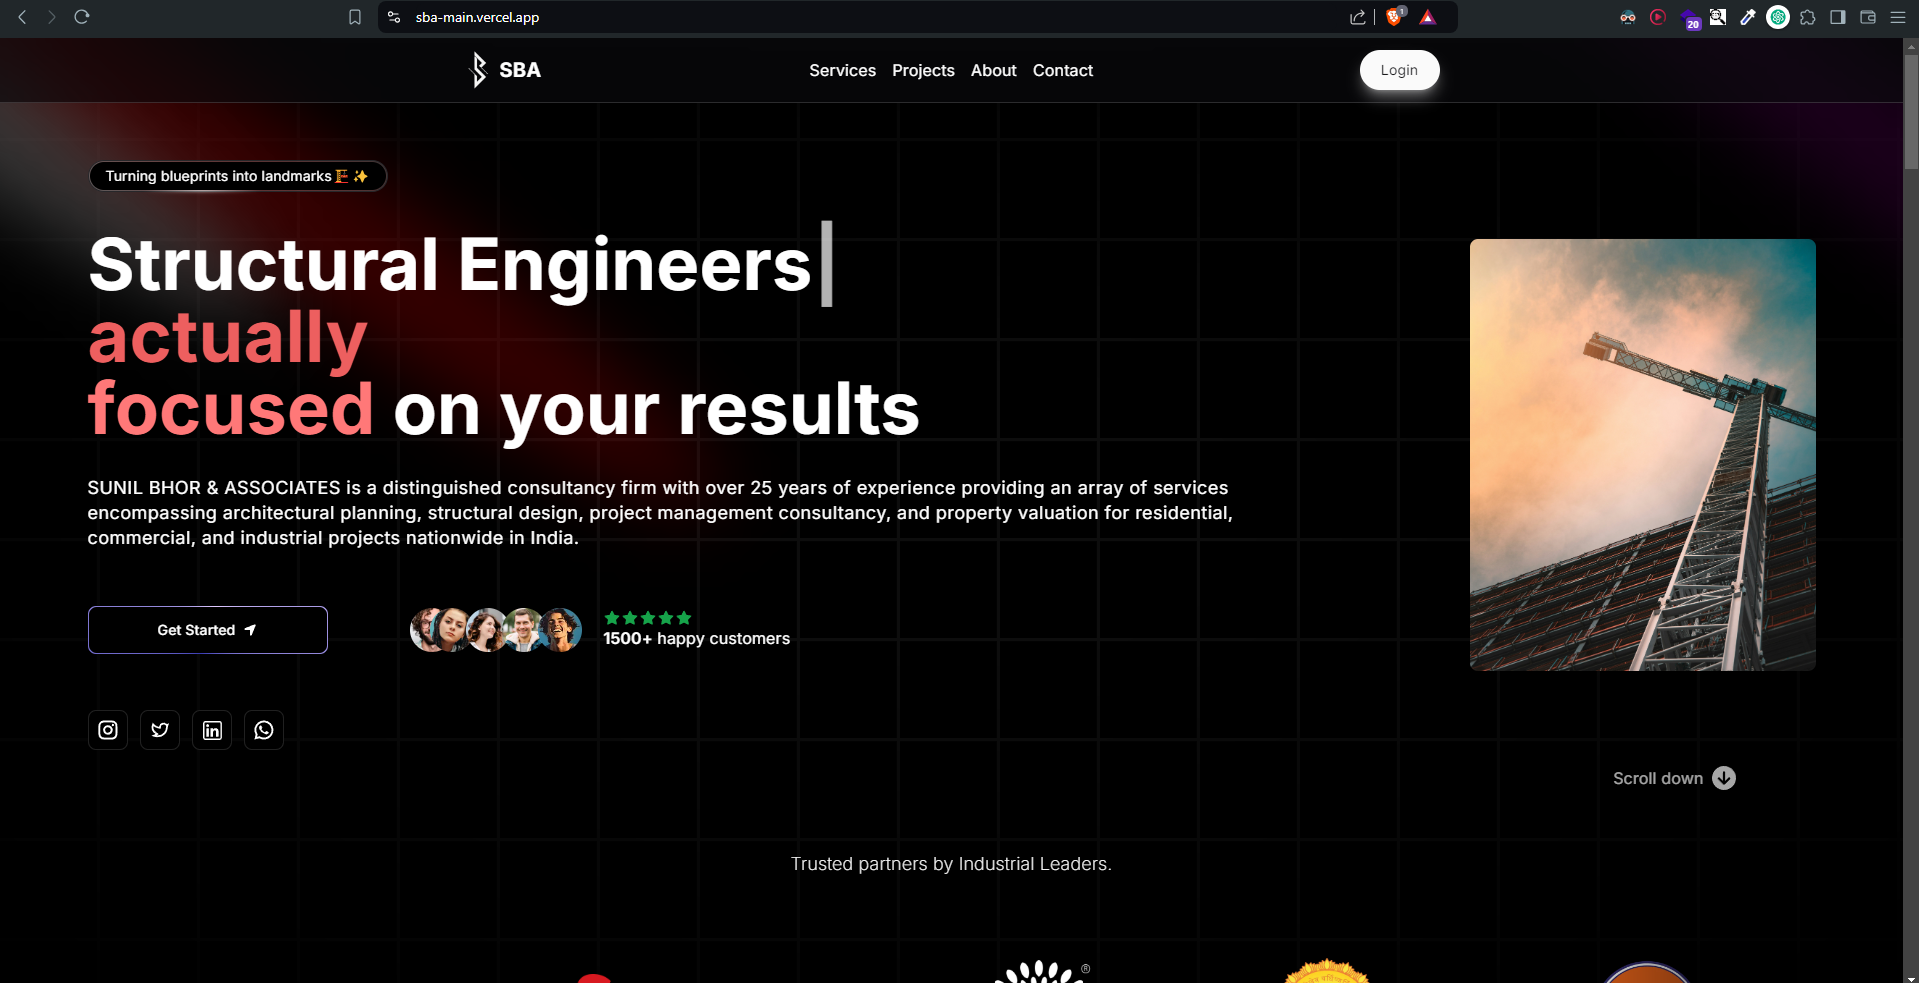 sba-main.vercel.app
1
20
SBA
Services Projects About Contact
Login
Turning blueprints into landmarks
Structural Engineers
actually
focused on your results
SUNIL BHOR & ASSOCIATES is a distinguished consultancy firm with over 25 years of experience providing an array of services
encompassing architectural planning, structural design, project management consultancy, and property valuation for residential,
commercial, and industrial projects nationwide in India.
Get Started
1500+ happy customers
Scroll down
Trusted partners by Industrial Leaders.
®